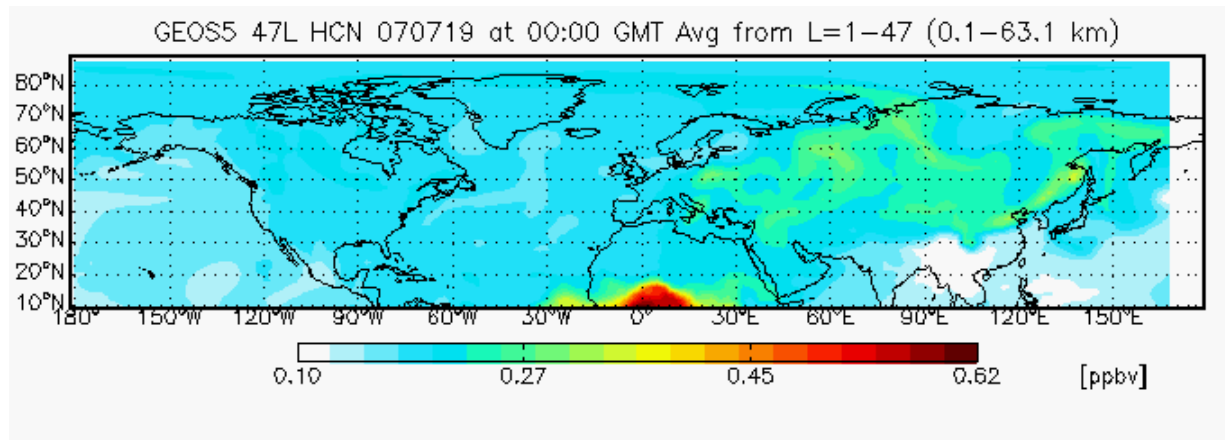 GEOS5 47L HCN 070719 at 00:00 GMT Avg from L=1-47 (0.1-63.1 km)
80°N
70°N
60°N
50°N
40°N
30°N
20°N
10°N
180° 150°W 120°W 90°W 60°W 30°W 0° 30°E 60°E 90°E 120°E 150°E
0.10 0.27 0.45 0.62 [ppbv]